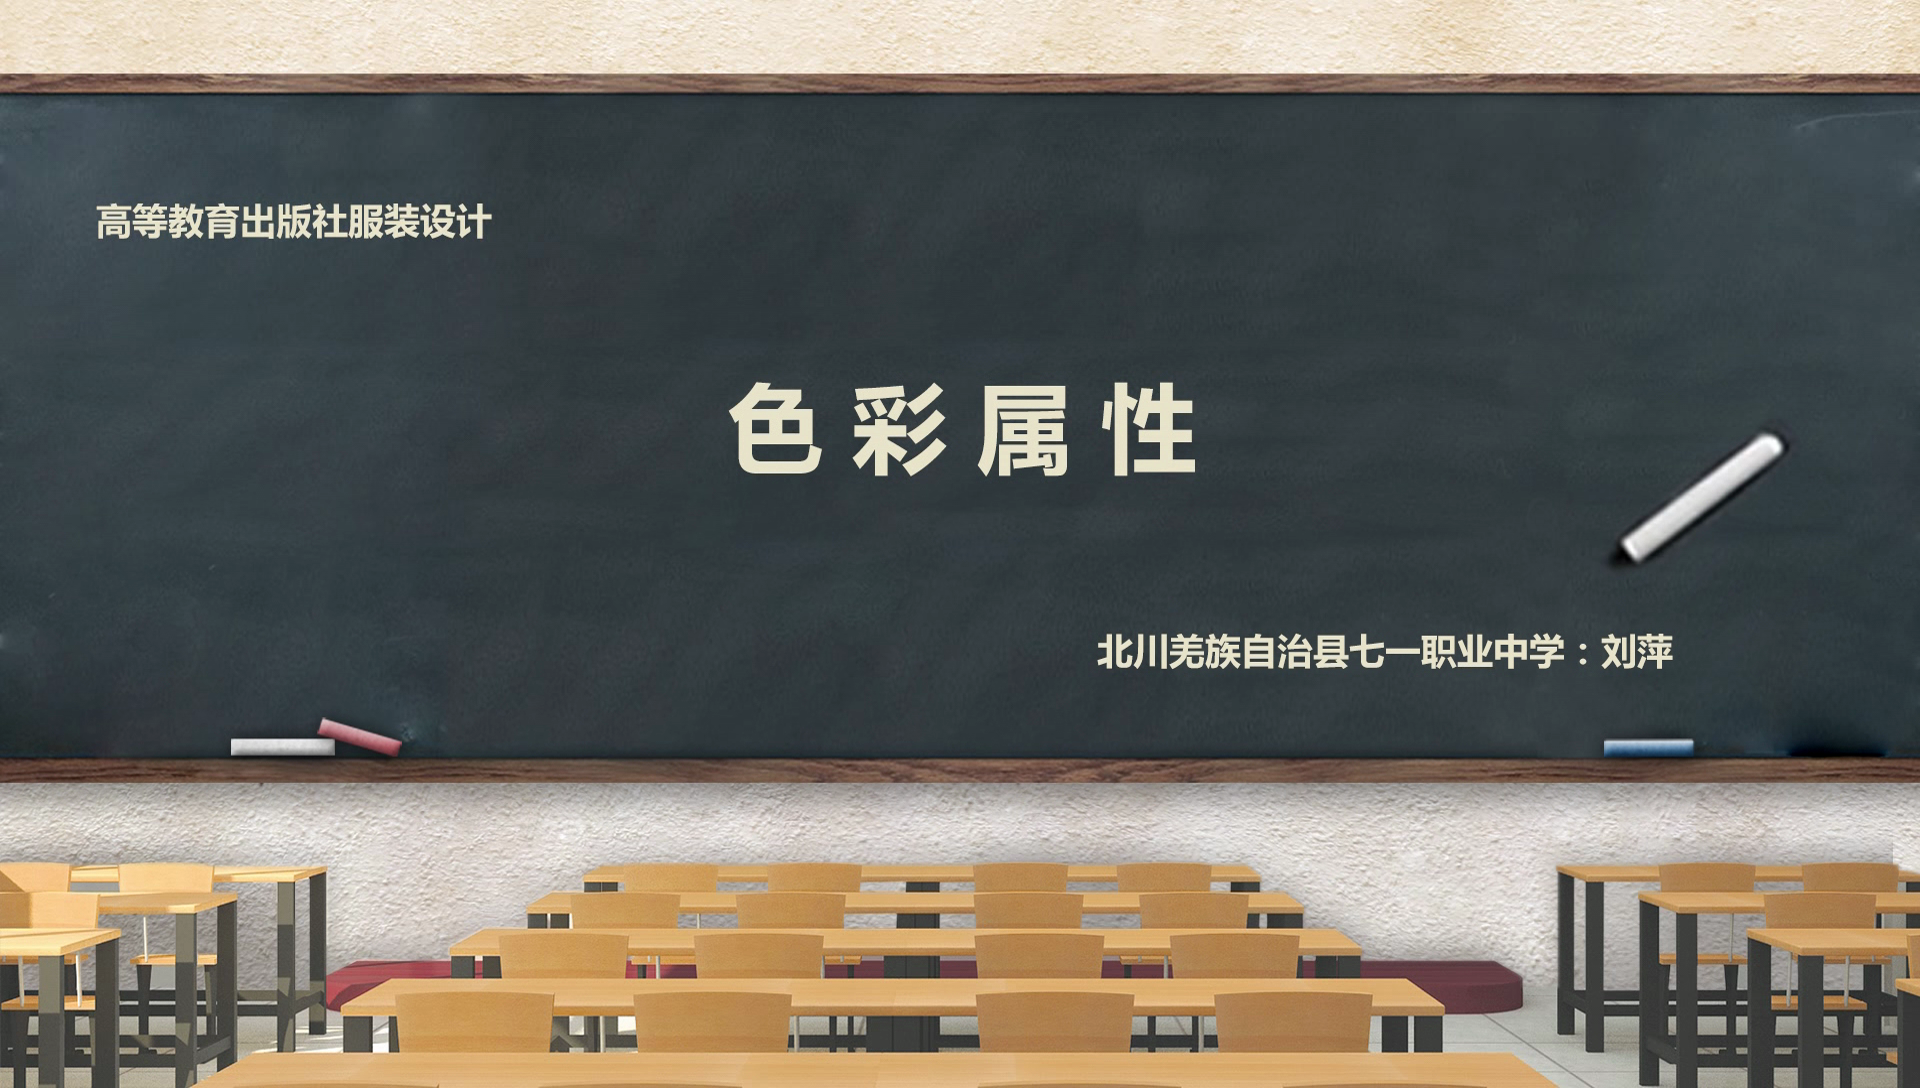 高等教育出版社服装设计
色彩属性
北川羌族自治县七一职业中学：刘萍